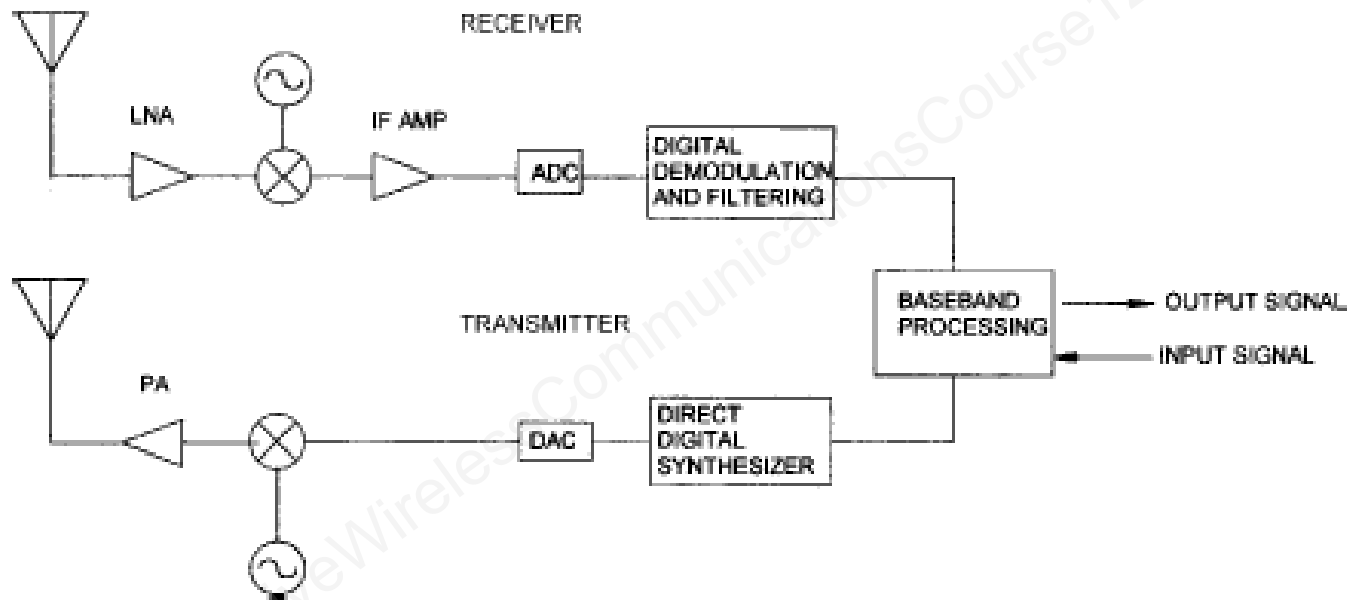 RECEIVER
LNA
IF AMP
ADC
DIGITAL
DEMODULATION
AND FILTERING
BASEBAND
PROCESSING
OUTPUT SIGNAL
INPUT SIGNAL
TRANSMITTER
PA
DAC
DIRECT
DIGITAL
SYNTHESIZER